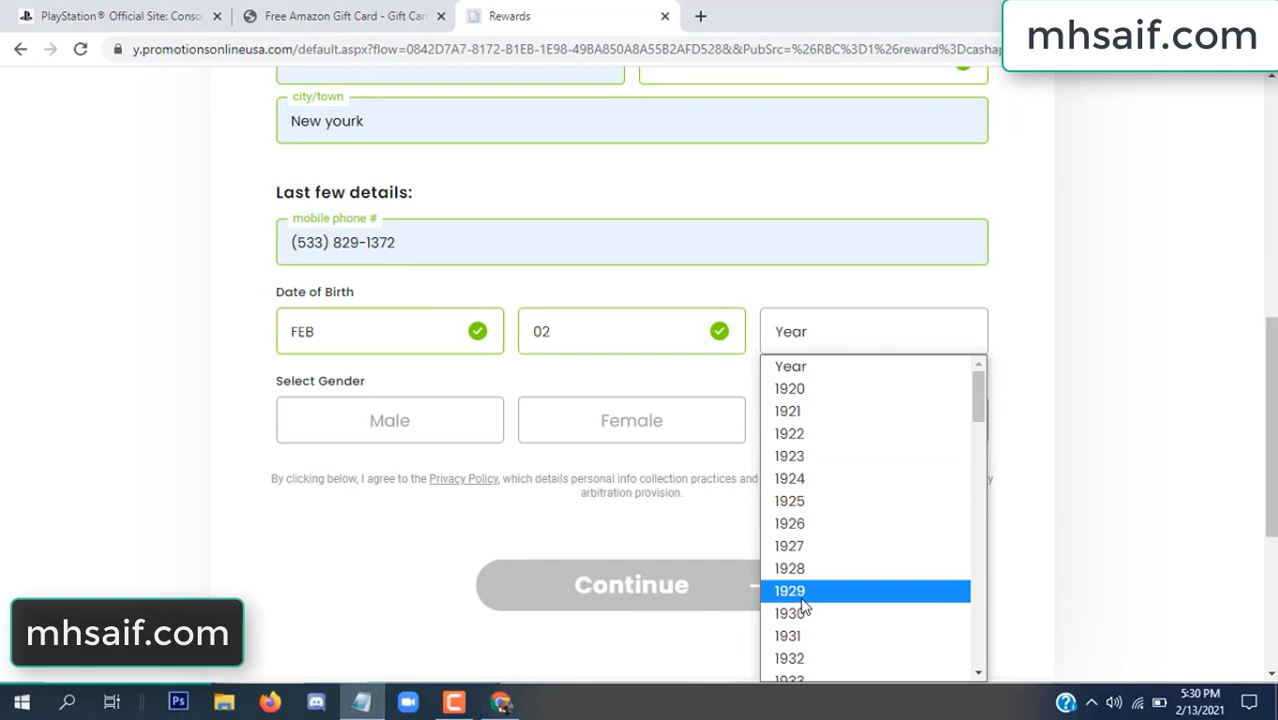 PlayStation® Official Site: Conso
Free Amazon Gift Card - Gift Car
Rewards
mhsaif.com
y.promotionsonlineusa.com/default.aspx?flow=0842D7A7-8172-B1EB-1E98-49BA850A8A55B2AFD528&&PubSrc=%26RBC%3D1%26reward%3Dcashap
city/town
New yourk
Last few details:
mobile phone #
(533) 829-1372
Date of Birth
FEB
02
Year
Year
1920
Select Gender
1921
Male
Female
1922
1923
By clicking below, I agree to the Privacy Policy, which details personal info collection practices and
1924
arbitration provision.
1925
1926
1927
1928
Continue
1929
1930
mhsaif.com
1931
1932
1933
5:30 PM
2/13/2021